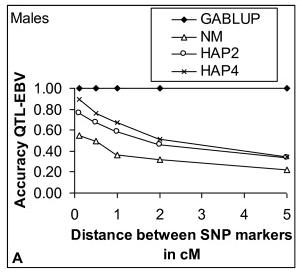 Males
GABLUP
NM
HAP2
HAP4
Accuracy QTL-EBV
1.00
0.80
0.60
0.40
0.20
0.00
0 1 2 3 4 5
Distance between SNP markers
in cM
A